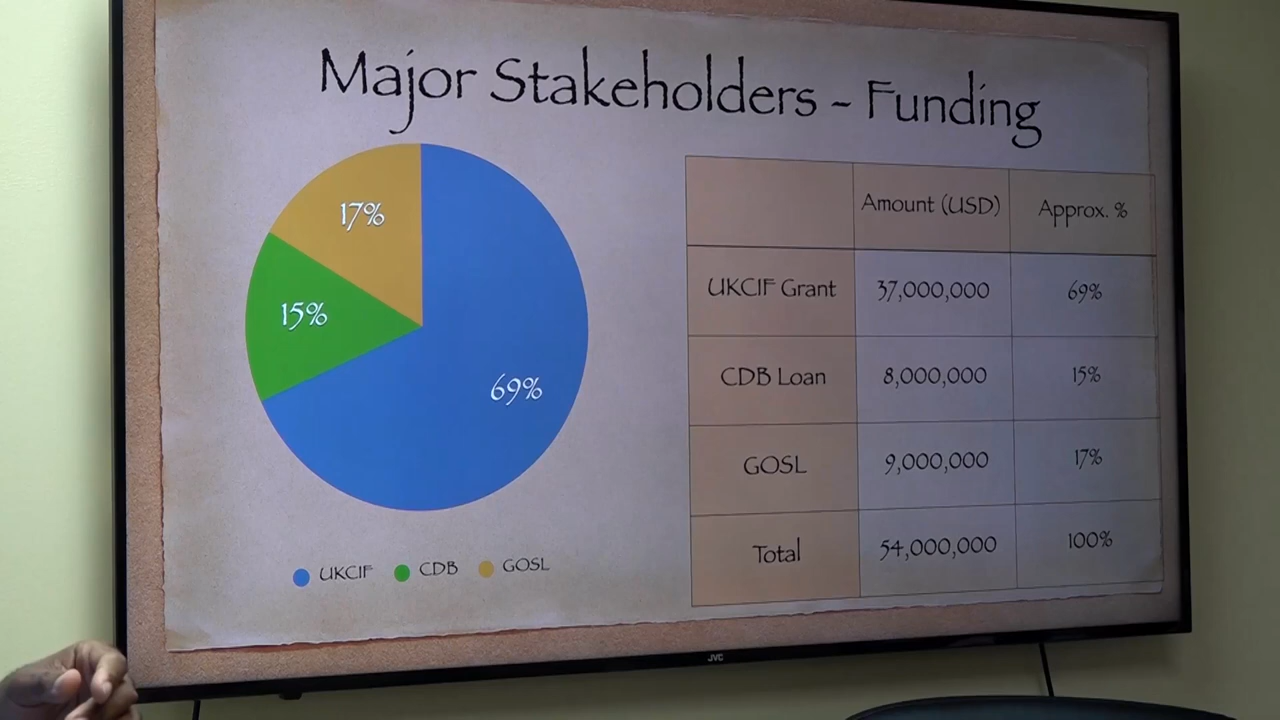 Major Stakeholders - Funding
17%
15%
69%
UKCIF CDB GOSL
Amount (USD) Approx. %
UKCIF Grant 37,000,000 69%
CDB Loan 8,000,000 15%
GOSL 9,000,000 17%
Total 54,000,000 100%
JVC